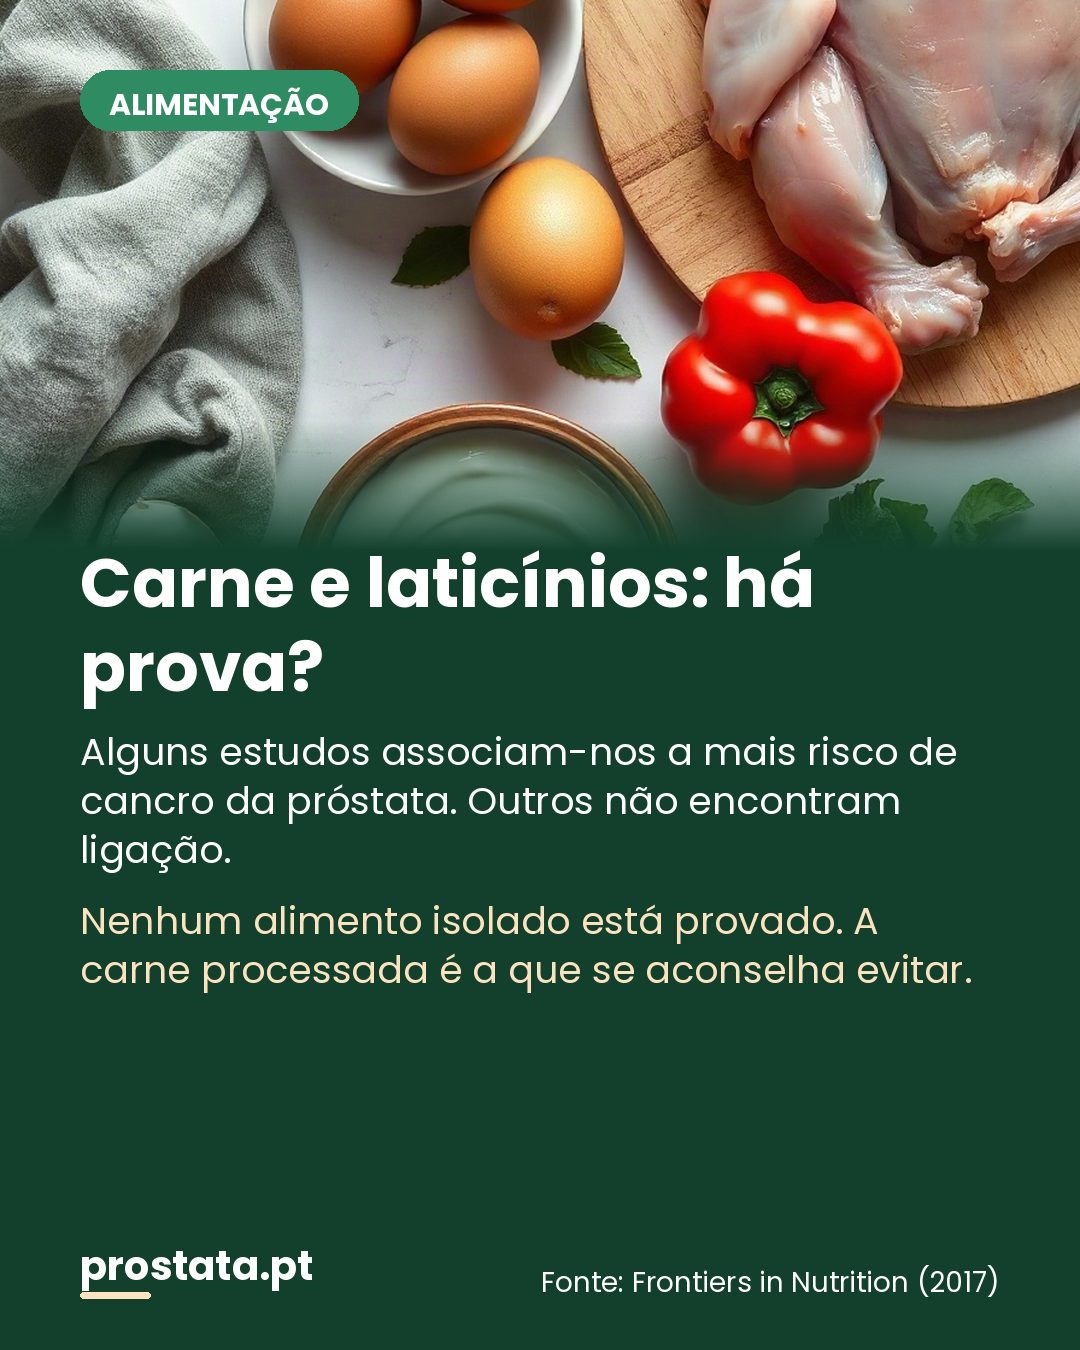 ALIMENTAÇÃO
Carne e laticínios: há
prova?
Alguns estudos associam-nos a mais risco de
cancro da próstata. Outros não encontram
ligação.
Nenhum alimento isolado está provado. A
carne processada é a que se aconselha evitar.
prostata.pt
Fonte: Frontiers in Nutrition (2017)